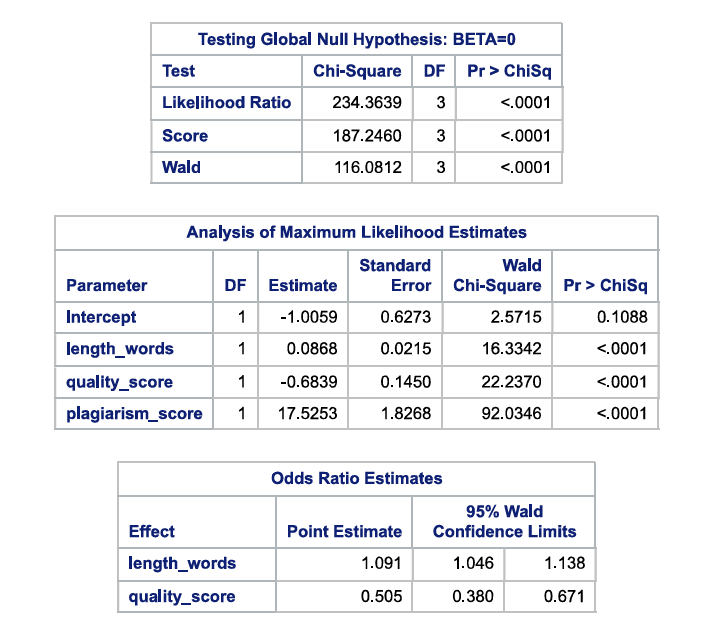 Testing Global Null Hypothesis: BETA=0
Test Chi-Square DF Pr > ChiSq
Likelihood Ratio 234.3639 3 <.0001
Score 187.2460 3 <.0001
Wald 116.0812 3 <.0001
Analysis of Maximum Likelihood Estimates
Parameter DF Estimate Standard Error Wald Chi-Square Pr > ChiSq
Intercept 1 -1.0059 0.6273 2.5715 0.1088
length_words 1 0.0868 0.0215 16.3342 <.0001
quality_score 1 -0.6839 0.1450 22.2370 <.0001
plagiarism_score 1 17.5253 1.8268 92.0346 <.0001
Odds Ratio Estimates
Effect Point Estimate 95% Wald Confidence Limits
length_words 1.091 1.046 1.138
quality_score 0.505 0.380 0.671